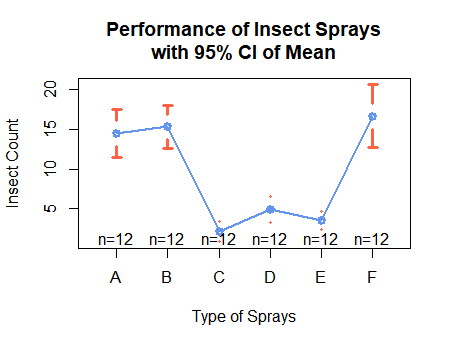 Performance of Insect Sprays
with 95% CI of Mean
Insect Count
20
15
10
5
n=12 n=12 n=12 n=12 n=12 n=12
A B C D E F
Type of Sprays